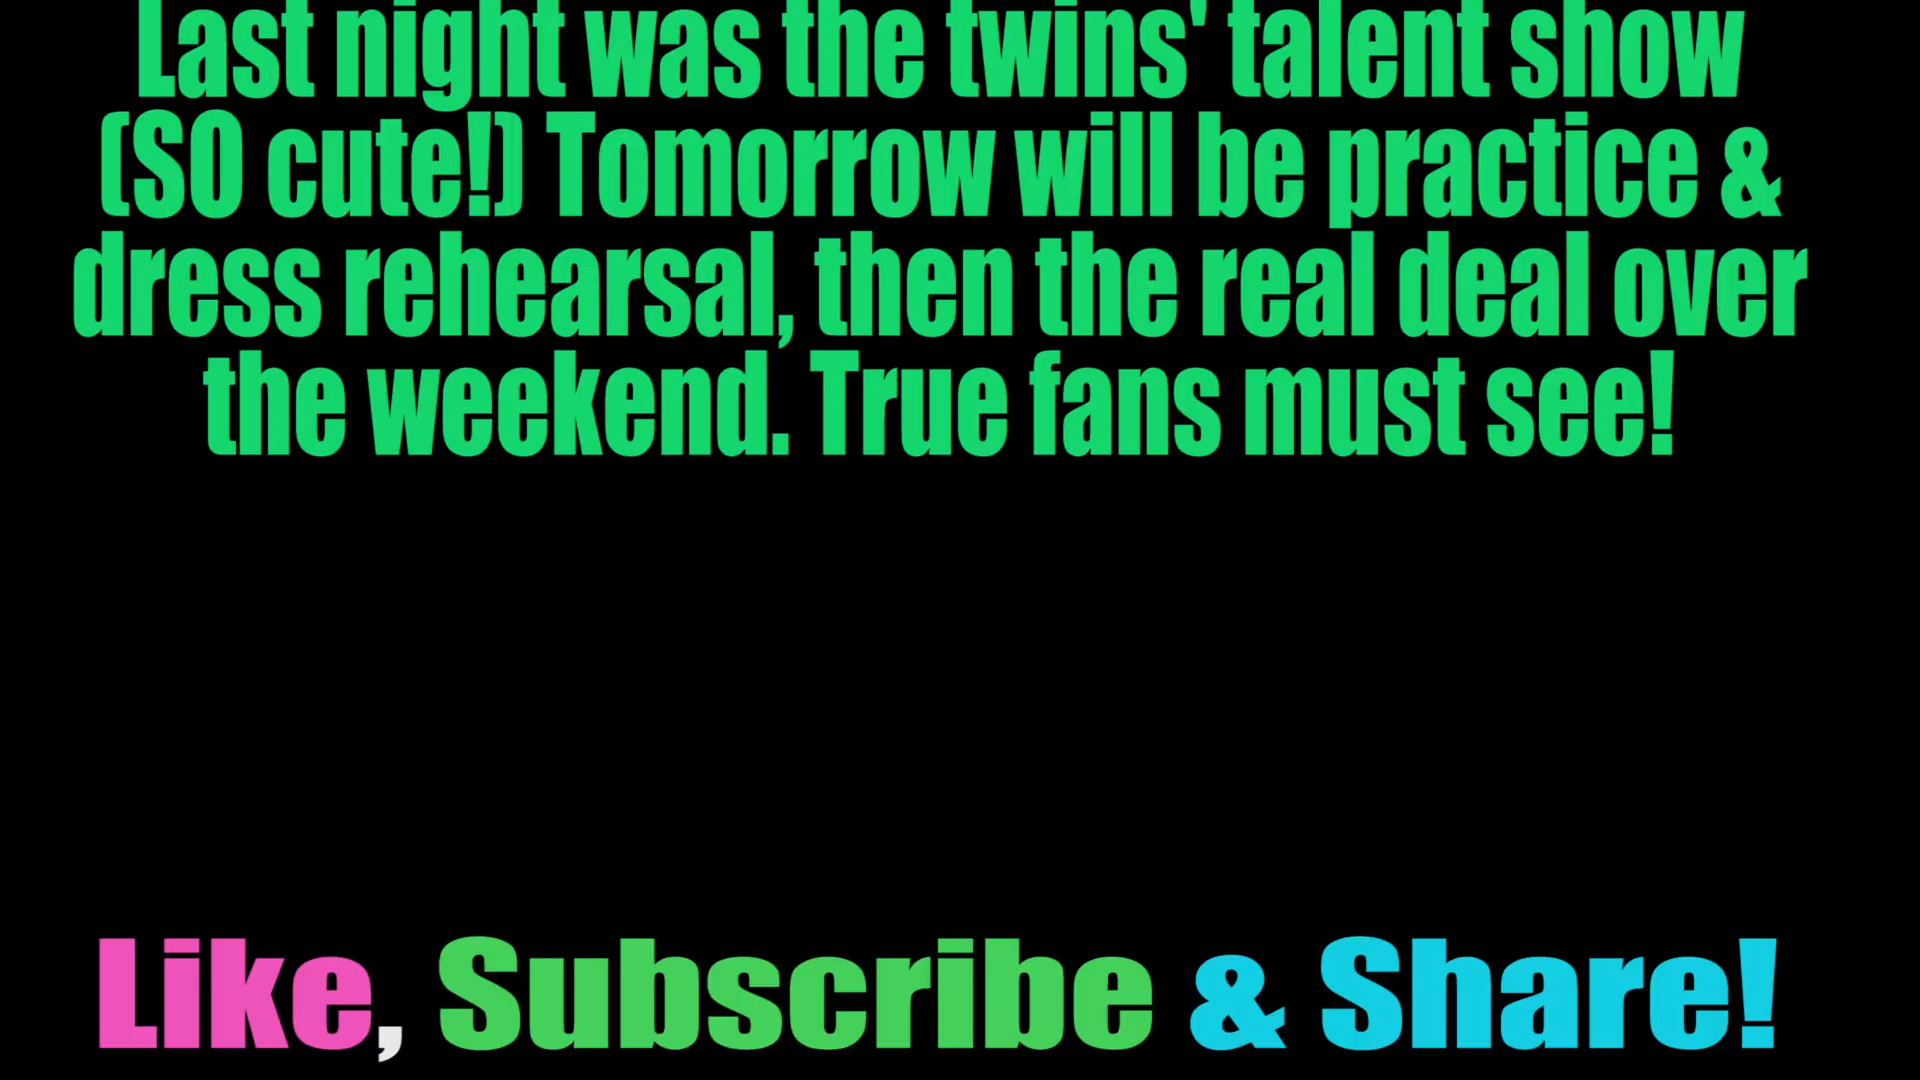 Last night was the twins' talent show
(SO cute!) Tomorrow will be practice &
dress rehearsal, then the real deal over
the weekend. True fans must see!
Like, Subscribe & Share!